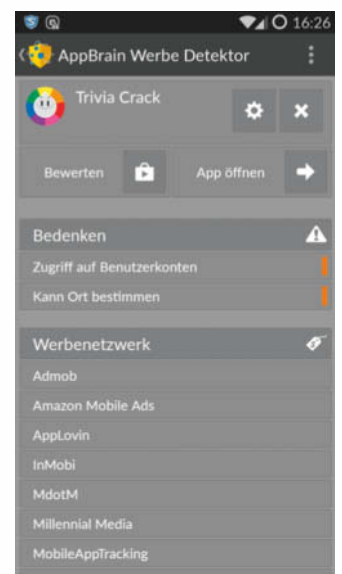 16:26
AppBrain Werbe Detektor
Trivia Crack
Bewerten
App öffnen
Bedenken
Zugriff auf Benutzerkonten
Kann Ort bestimmen
Werbenetzwerk
Admob
Amazon Mobile Ads
AppLovin
InMobi
MdotM
Millennial Media
MobileAppTracking